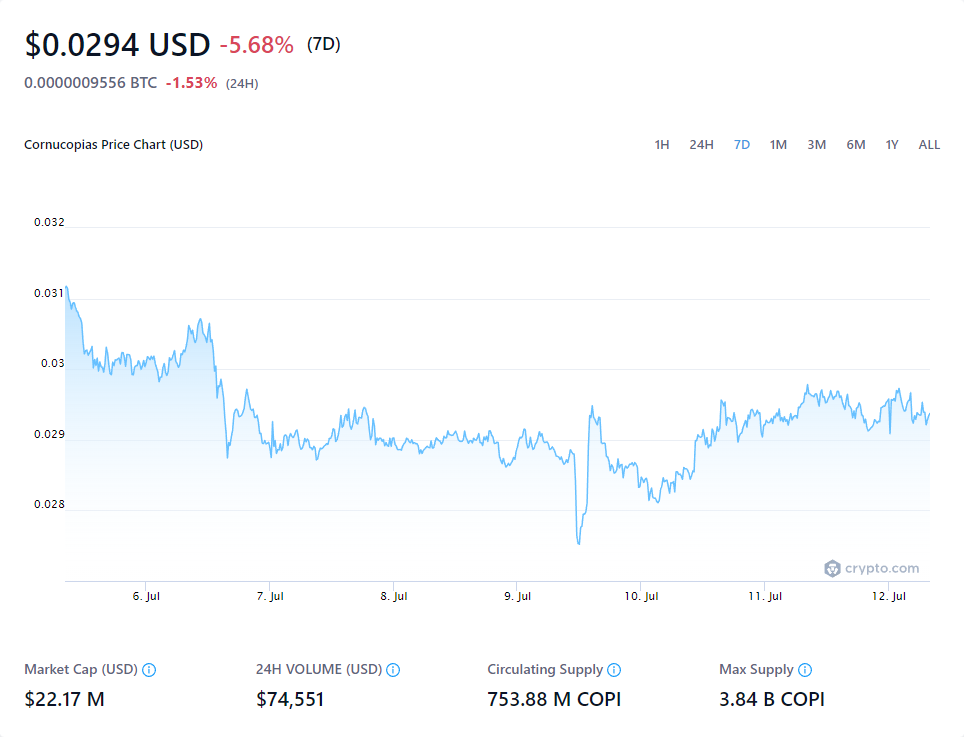 $0.0294 USD -5.68% (7D)
0.0000009556 BTC -1.53% (24H)
Cornucopias Price Chart (USD) 1H 24H 7D 1M 3M 6M 1Y ALL
0.032
0.031
0.03
0.029
0.028
crypto.com
6. Jul 7. Jul 8. Jul 9. Jul 10. Jul 11. Jul 12. Jul
Market Cap (USD) 24H VOLUME (USD) Circulating Supply Max Supply
$22.17 M $74,551 753.88 M COPI 3.84 B COPI